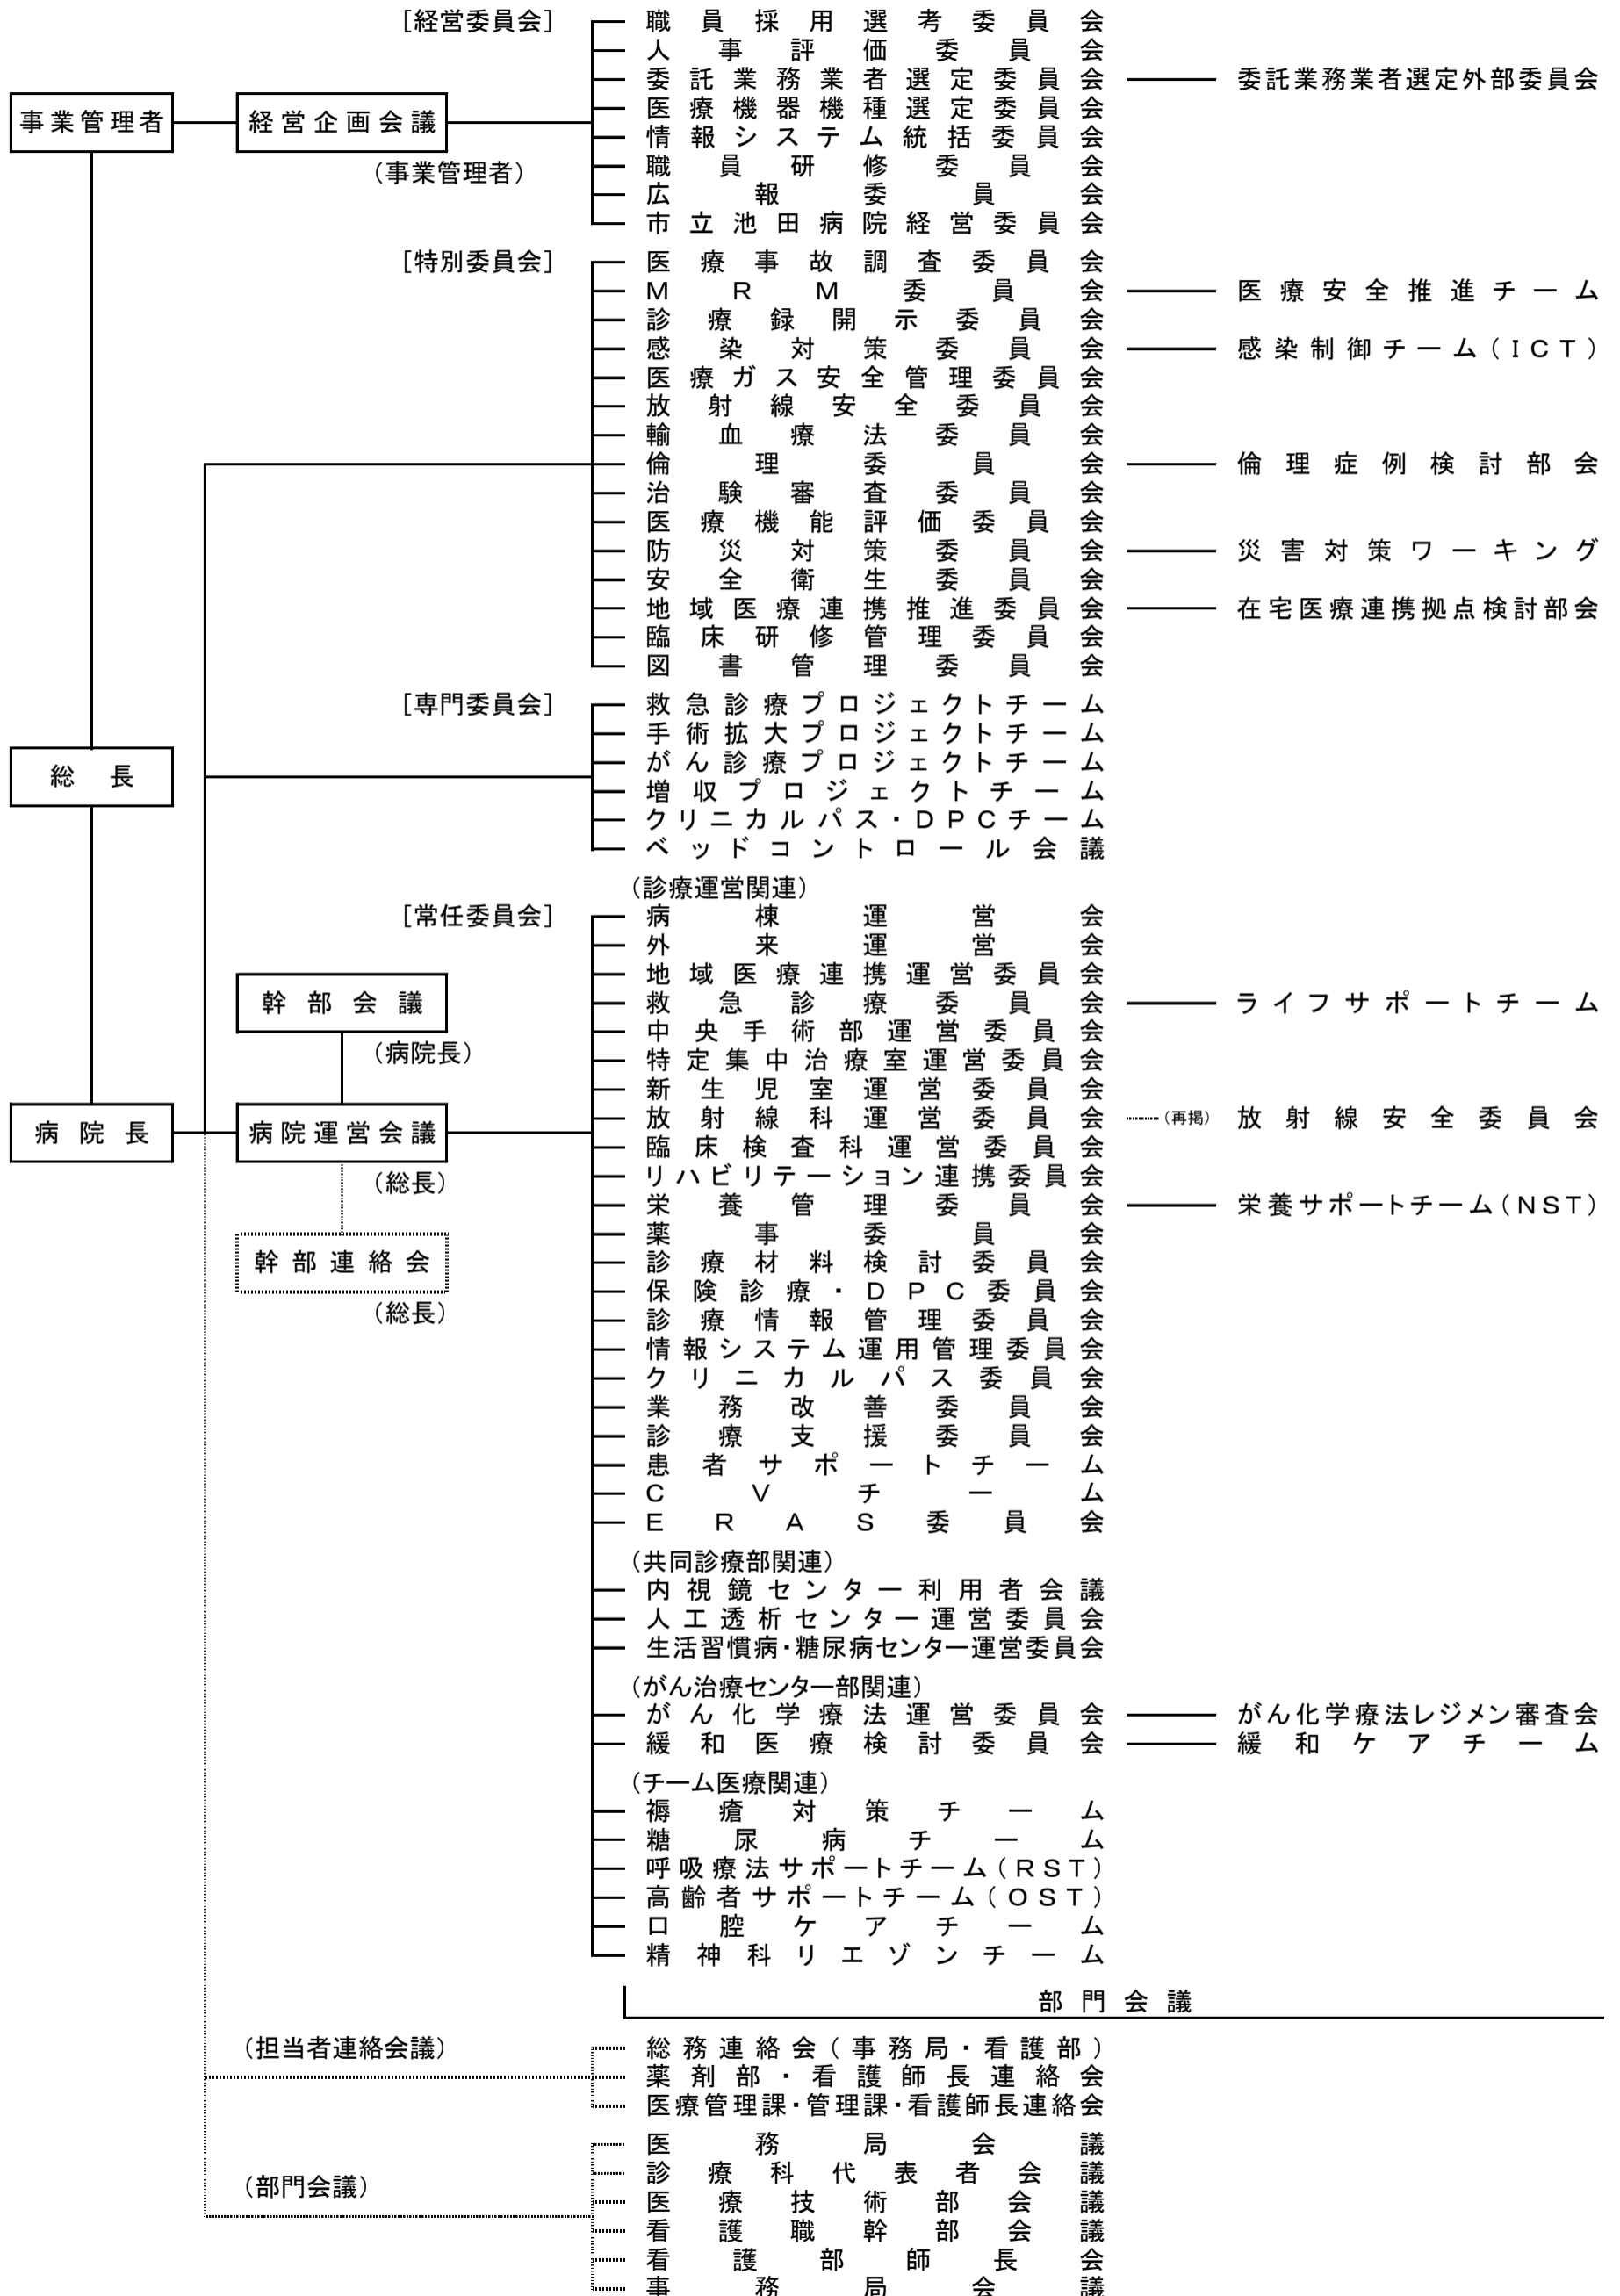 [経営委員会]
職員採用選考委員会
人事評価委員会
委託業務業者選定委員会 委託業務業者選定外部委員会
医療機器機種選定委員会
事業管理者 経営企画会議
情報システム統括委員会
(事業管理者)
職員研修委員会
広報委員会
市立池田病院経営委員会
[特別委員会]
医療事故調査委員会
MRM委員会 医療安全推進チーム
診療録開示委員会
感染対策委員会 感染制御チーム(ICT)
医療ガス安全管理委員会
放射線安全委員会
輸血療法委員会
倫理委員会 倫理症例検討部会
治験審査委員会
医療機能評価委員会
防災対策委員会 災害対策ワーキング
安全衛生委員会
地域医療連携推進委員会 在宅医療連携拠点検討部会
臨床研修管理委員会
図書管理委員会
[専門委員会]
救急診療プロジェクトチーム
手術拡大プロジェクトチーム
がん診療プロジェクトチーム
総長
増収プロジェクトチーム
クリニカルパス・DPCチーム
ベッドコントロール会議
(診療運営関連)
[常任委員会]
病棟運営会
外来運営会
地域医療連携運営委員会
幹部会議
救急診療委員会 ライフサポートチーム
中央手術部運営委員会
(病院長)
特定集中治療室運営委員会
新生児室運営委員会
放射線科運営委員会 (再掲) 放射線安全委員会
病院長 病院運営会議
臨床検査科運営委員会
(総長)
リハビリテーション連携委員会
栄養管理委員会 栄養サポートチーム(NST)
薬事委員会
幹部連絡会
診療材料検討委員会
保険診療・DPC委員会
(総長)
診療情報管理委員会
情報システム運用管理委員会
クリニカルパス委員会
業務改善委員会
診療支援委員会
患者サポートチーム
CVチーム
ERAS委員会
(共同診療部関連)
内視鏡センター利用者会議
人工透析センター運営委員会
生活習慣病・糖尿病センター運営委員会
(がん治療センター部関連)
がん化学療法運営委員会 がん化学療法レジメン審査会
緩和医療検討委員会 緩和ケアチーム
(チーム医療関連)
褥瘡対策チーム
糖尿病チーム
呼吸療法サポートチーム(RST)
高齢者サポートチーム(OST)
口腔ケアチーム
精神科リエゾンチーム
部門会議
(担当者連絡会議)
総務連絡会(事務局・看護部)
薬剤部・看護師長連絡会
医療管理課・管理課・看護師長連絡会
医務局会議
診療科代表者会議
(部門会議)
医療技術部会議
看護職幹部会議
看護部師長会
事務局会議